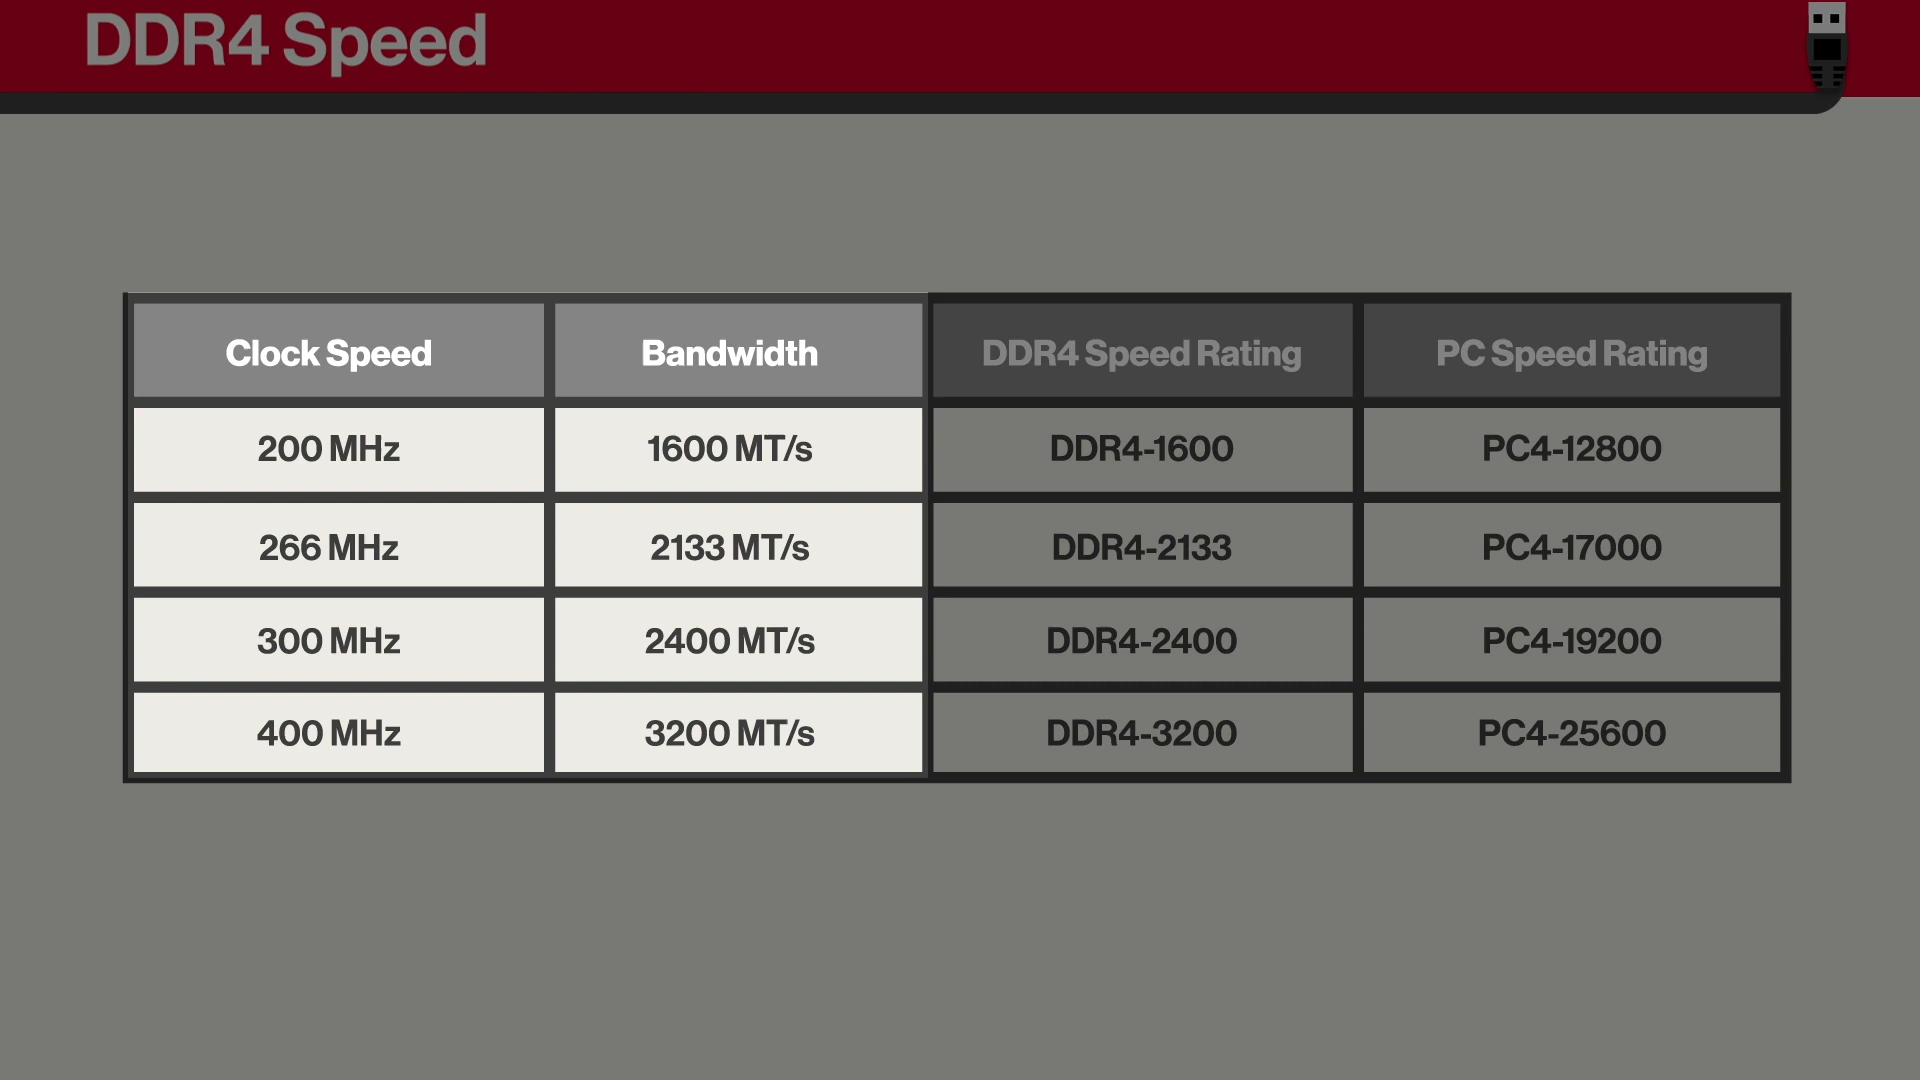 DDR4 Speed
Clock Speed Bandwidth DDR4 Speed Rating PC Speed Rating
200 MHz 1600 MT/s DDR4-1600 PC4-12800
266 MHz 2133 MT/s DDR4-2133 PC4-17000
300 MHz 2400 MT/s DDR4-2400 PC4-19200
400 MHz 3200 MT/s DDR4-3200 PC4-25600